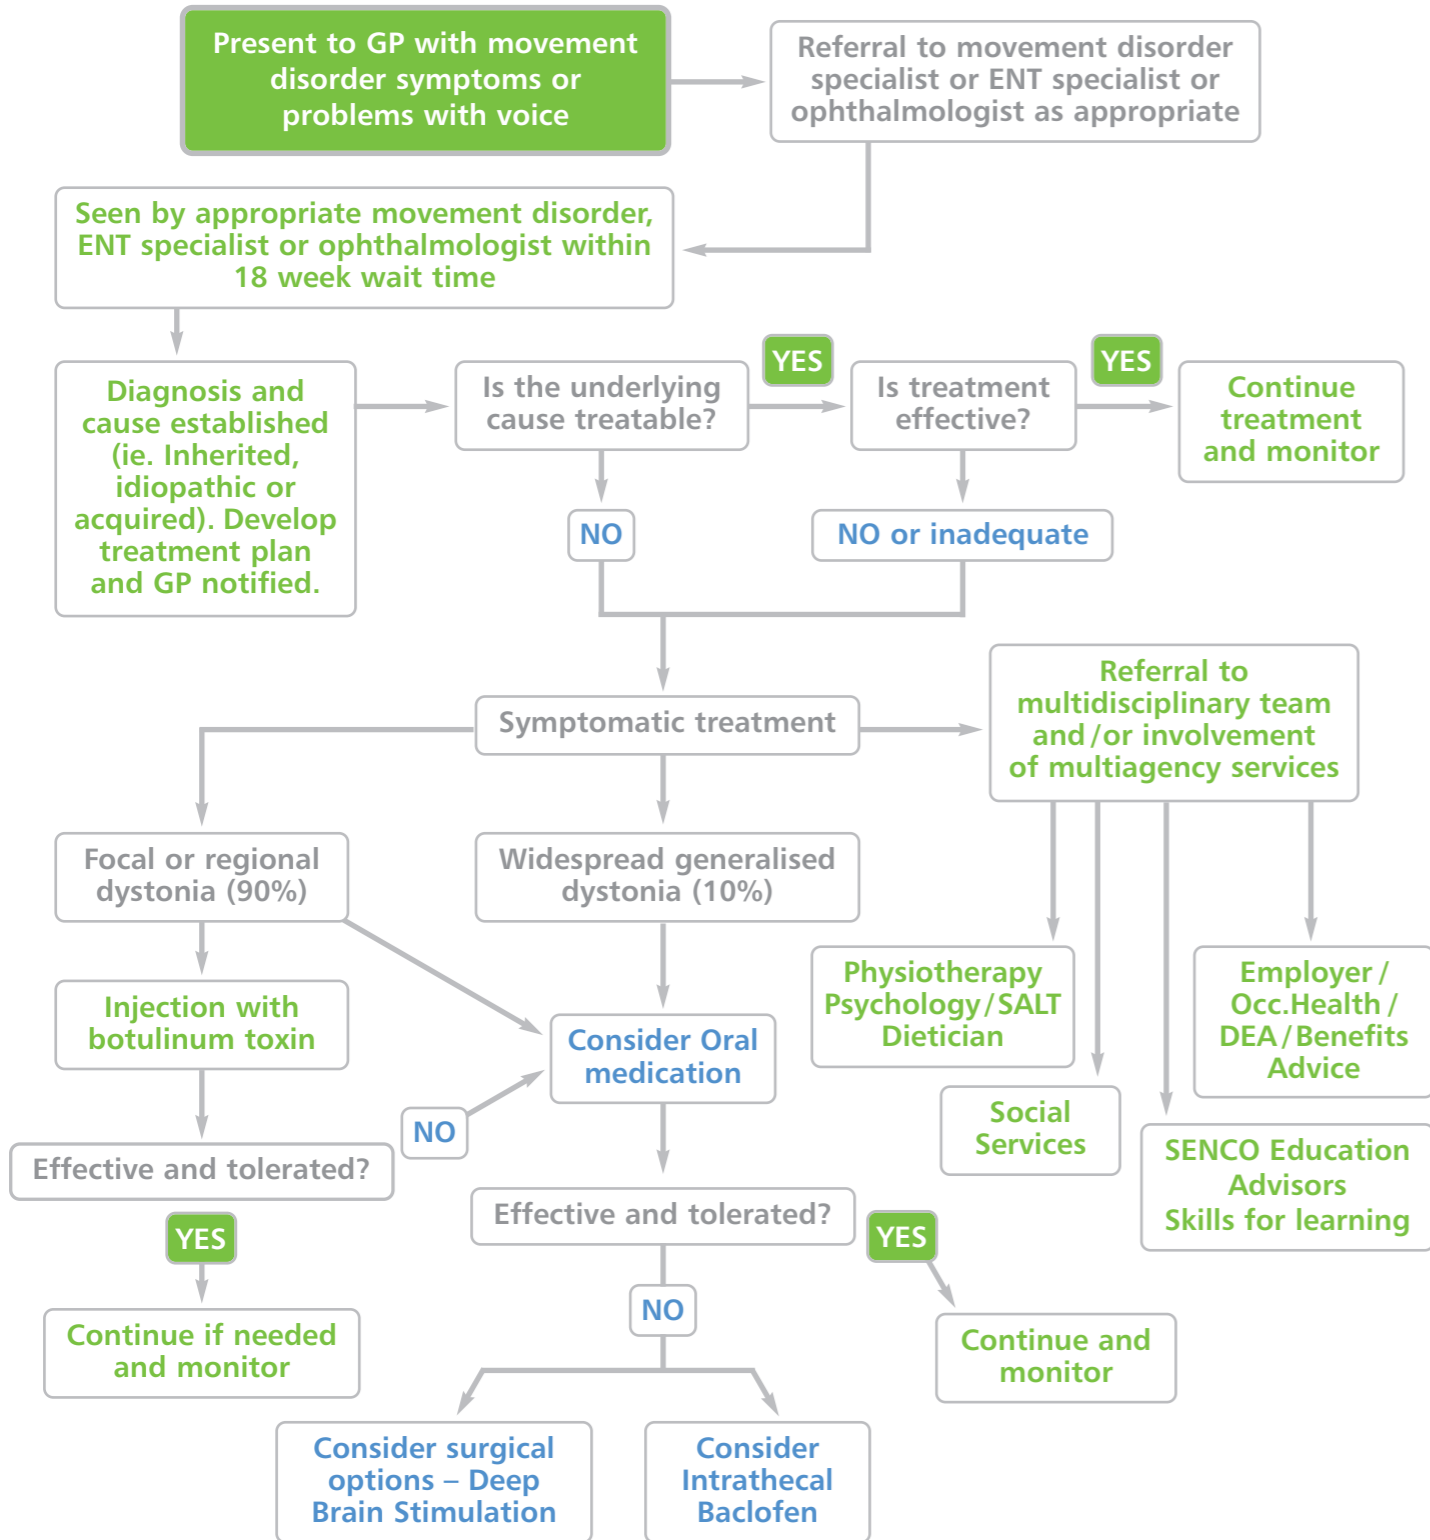 Present to GP with movement
disorder symptoms or
problems with voice
Referral to movement disorder
specialist or ENT specialist or
ophthalmologist as appropriate
Seen by appropriate movement disorder,
ENT specialist or ophthalmologist within
18 week wait time
Diagnosis and
cause established
(ie. Inherited,
idiopathic or
acquired). Develop
treatment plan
and GP notified.
Is the underlying
cause treatable?
YES
Is treatment
effective?
YES
Continue
treatment
and monitor
NO
NO or inadequate
Symptomatic treatment
Referral to
multidisciplinary team
and / or involvement
of multiagency services
Focal or regional
dystonia (90%)
Widespread generalised
dystonia (10%)
Injection with
botulinum toxin
Consider Oral
medication
Physiotherapy
Psychology / SALT
Dietician
Employer /
Occ.Health /
DEA / Benefits
Advice
NO
Social
Services
SENCO Education
Advisors
Skills for learning
Effective and tolerated?
Effective and tolerated?
YES
YES
NO
Continue if needed
and monitor
Continue and
monitor
Consider surgical
options – Deep
Brain Stimulation
Consider
Intrathecal
Baclofen